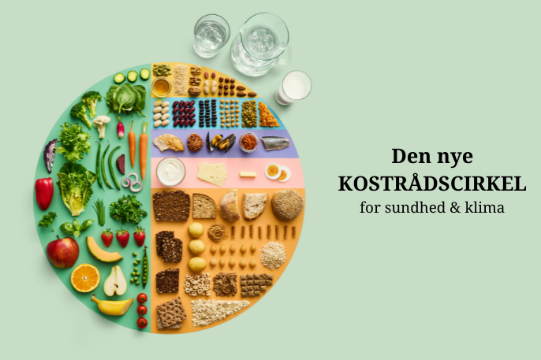 Den nye
KOSTRÅDSCIRKEL
for sundhed & klima